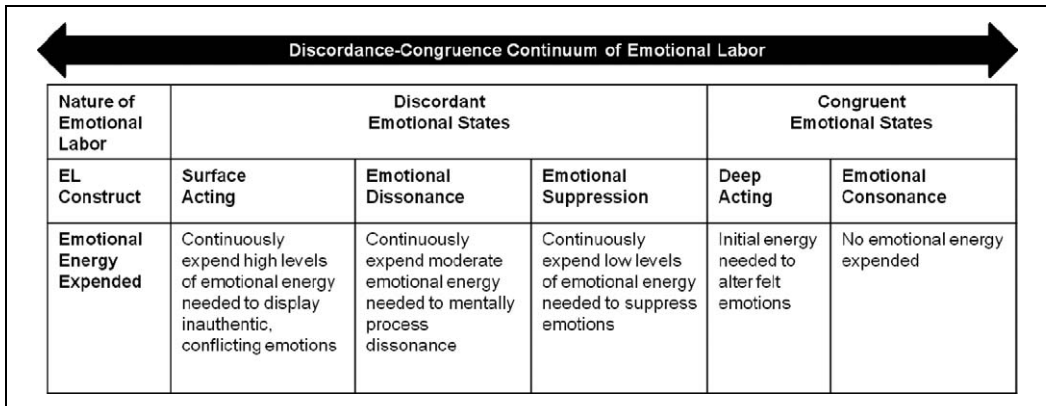 Discordance-Congruence Continuum of Emotional Labor
Nature of
Emotional
Labor
Discordant
Emotional States
Congruent
Emotional States
EL
Construct
Surface
Acting
Emotional
Dissonance
Emotional
Suppression
Deep
Acting
Emotional
Consonance
Emotional
Energy
Expended
Continuously
expend high levels
of emotional energy
needed to display
inauthentic,
conflicting emotions
Continuously
expend moderate
emotional energy
needed to mentally
process
dissonance
Continuously
expend low levels
of emotional energy
needed to suppress
emotions
Initial energy
needed to
alter felt
emotions
No emotional energy
expended